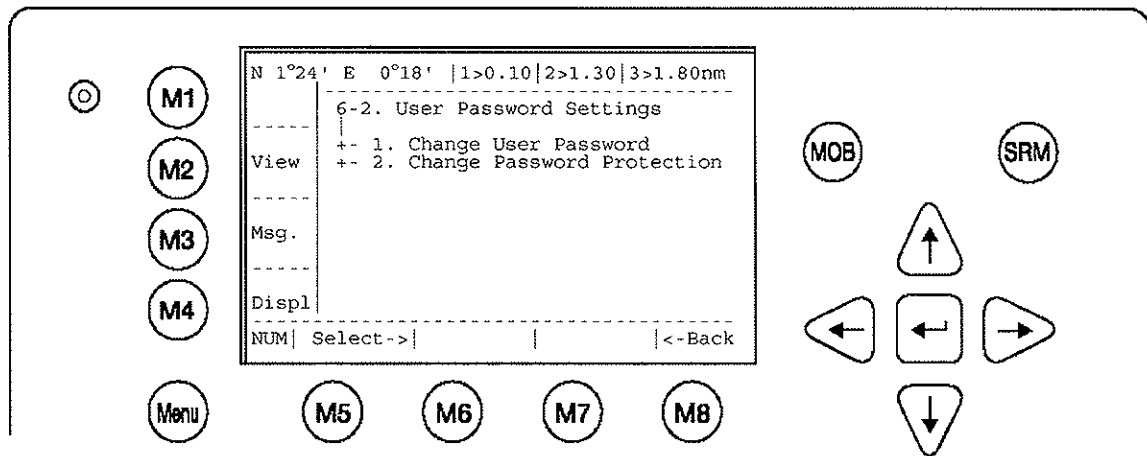 N 1°24' E 0°18' |1>0.10|2>1.30|3>1.80nm
M1
6-2. User Password Settings
+- 1. Change User Password
M2
View
+- 2. Change Password Protection
MOB
SRM
M3
Msg.
M4
Displ
NUM| Select->| | |<-Back
Menu
M5
M6
M7
M8